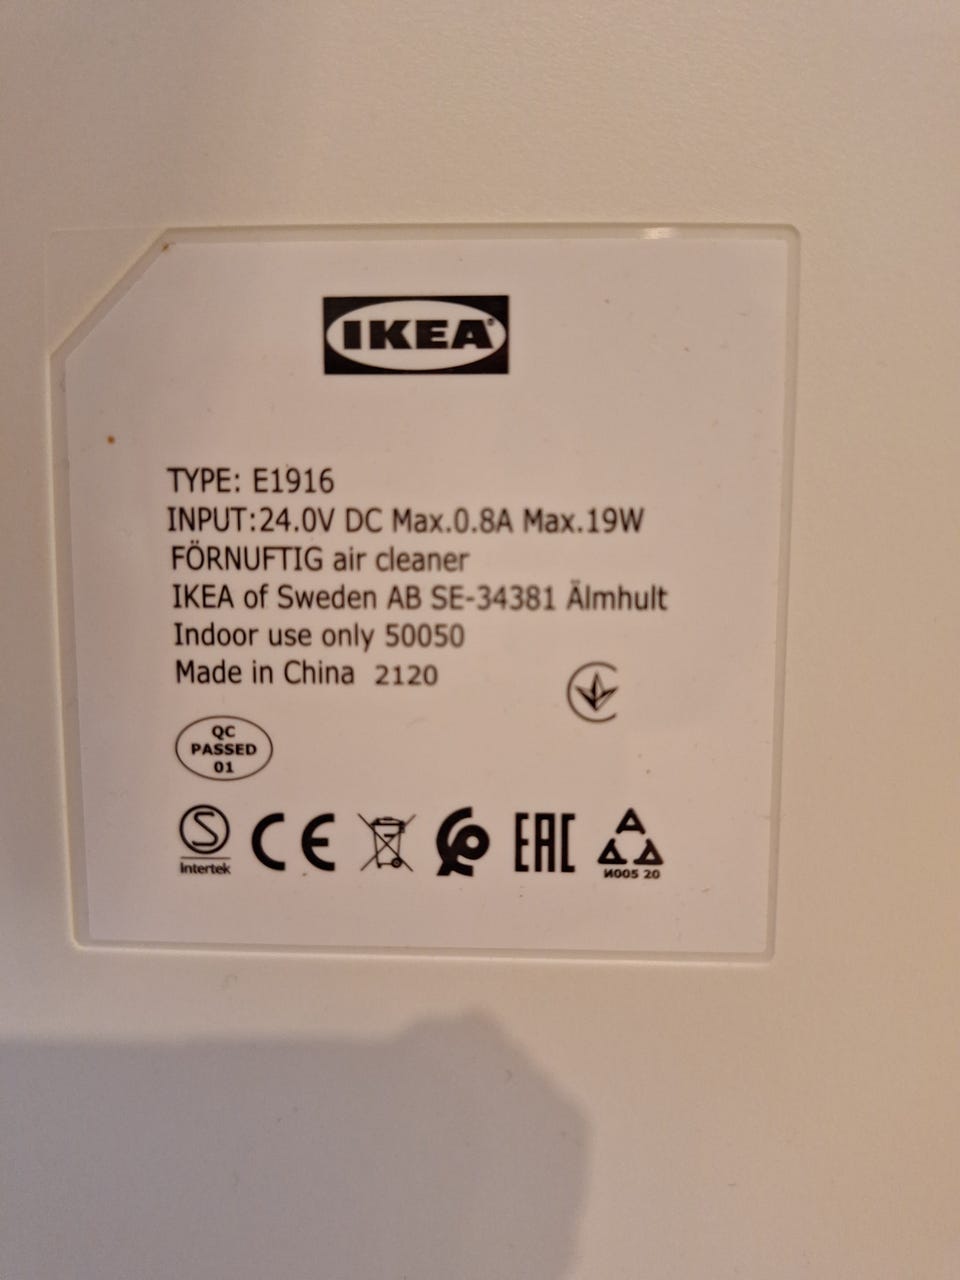 IKEA®
TYPE: E1916
INPUT:24.0V DC Max.0.8A Max.19W
FÖRNUFTIG air cleaner
IKEA of Sweden AB SE-34381 Älmhult
Indoor use only 50050
Made in China 2120
QC
PASSED
01
S
Intertek
CE
EAC
И005 20